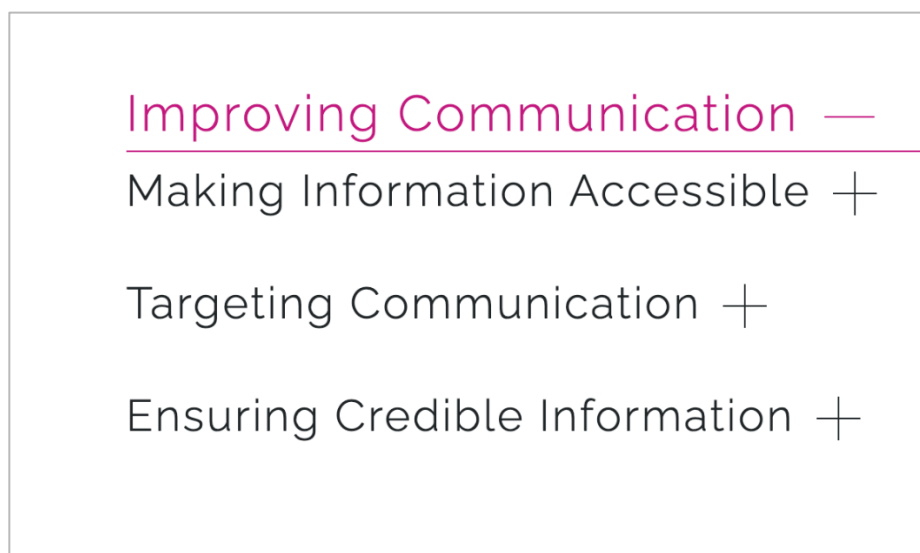 Improving Communication —
Making Information Accessible +
Targeting Communication +
Ensuring Credible Information +